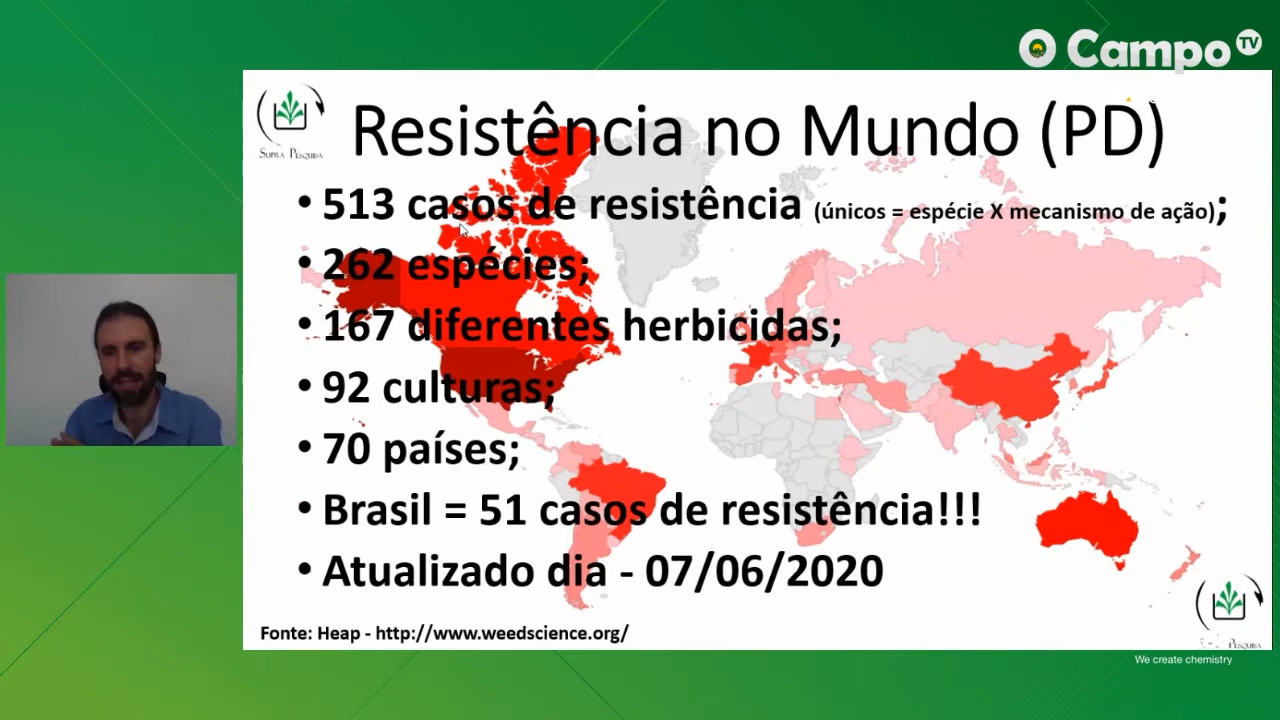 O Campo TV
SUPRA PESQUISA
Resistência no Mundo (PD)
• 513 casos de resistência (únicos = espécie X mecanismo de ação);
• 262 espécies;
• 167 diferentes herbicidas;
• 92 culturas;
• 70 países;
• Brasil = 51 casos de resistência!!!
• Atualizado dia - 07/06/2020
Fonte: Heap - http://www.weedscience.org/
We create chemistry